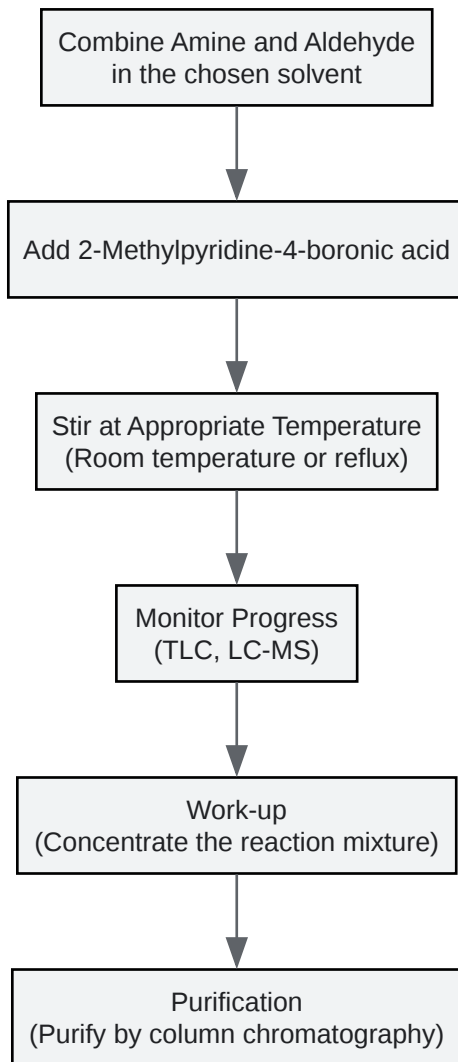 Combine Amine and Aldehyde
in the chosen solvent
Add 2-Methylpyridine-4-boronic acid
Stir at Appropriate Temperature
(Room temperature or reflux)
Monitor Progress
(TLC, LC-MS)
Work-up
(Concentrate the reaction mixture)
Purification
(Purify by column chromatography)